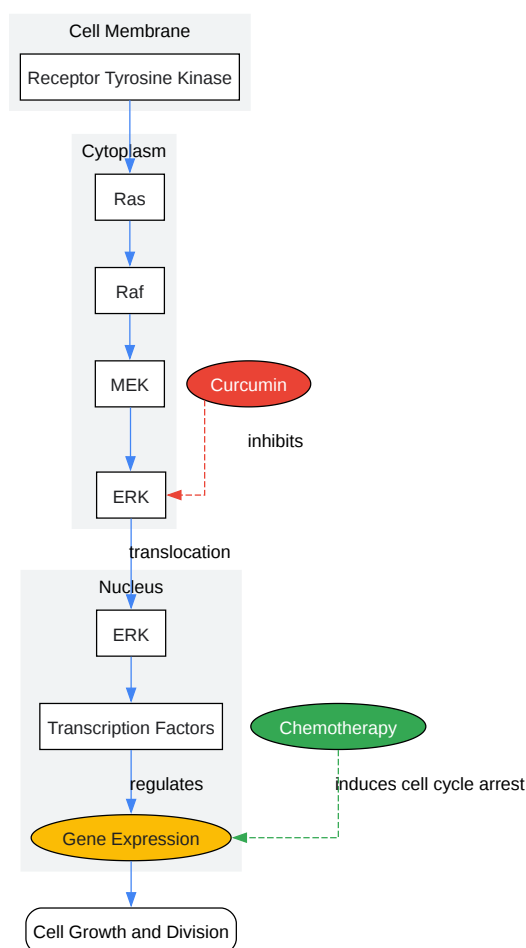 Cell Membrane
Receptor Tyrosine Kinase
Cytoplasm
Ras
Raf
MEK
Curcumin
inhibits
ERK
translocation
Nucleus
ERK
Transcription Factors
Chemotherapy
regulates
induces cell cycle arrest
Gene Expression
Cell Growth and Division